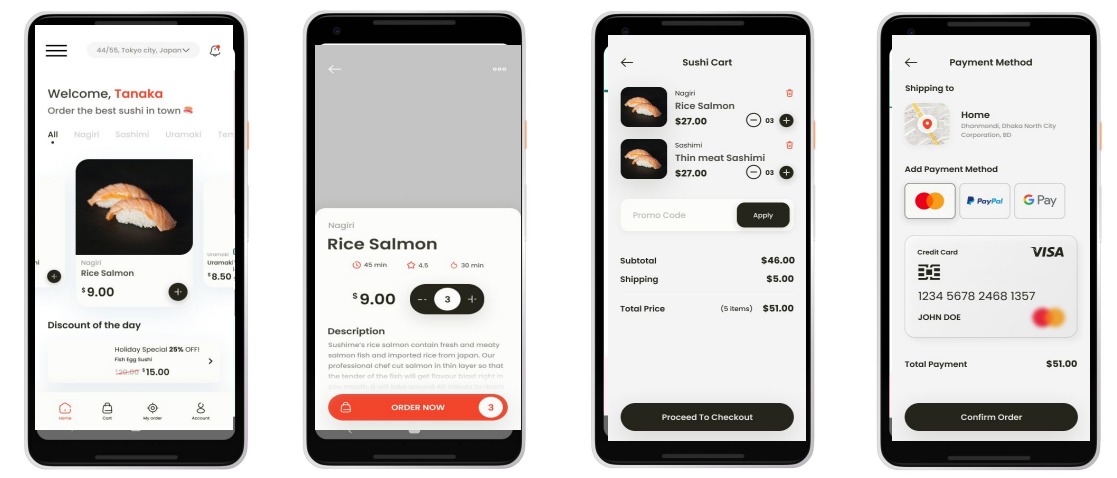 44/55, Tokyo city, Japan
Welcome, Tanaka
Order the best sushi in town
All Nagiri Sashimi Uramaki Tem
Nagiri
Rice Salmon
$9.00
Uramaki
Uramaki
$8.50
Discount of the day
Holiday Special 25% OFF!
Fish Egg Sushi
$20.00 $15.00
Home Cart My order Account
Nagiri
Rice Salmon
45 min 4.5 30 min
$9.00 - 3 +
Description
Sushime's rice salmon contain fresh and meaty
salmon fish and imported rice from japan. Our
professional chef cut salmon in thin layer so that
the tender of the fish will get flavour blast right in
ORDER NOW 3
Sushi Cart
Nagiri
Rice Salmon
$27.00 03
Sashimi
Thin meat Sashimi
$27.00 03
Promo Code Apply
Subtotal $46.00
Shipping $5.00
Total Price (5 items) $51.00
Proceed To Checkout
Payment Method
Shipping to
Home
Dhanmondi, Dhaka North City
Corporation, BD
Add Payment Method
PayPal G Pay
Credit Card VISA
1234 5678 2468 1357
JOHN DOE
Total Payment $51.00
Confirm Order